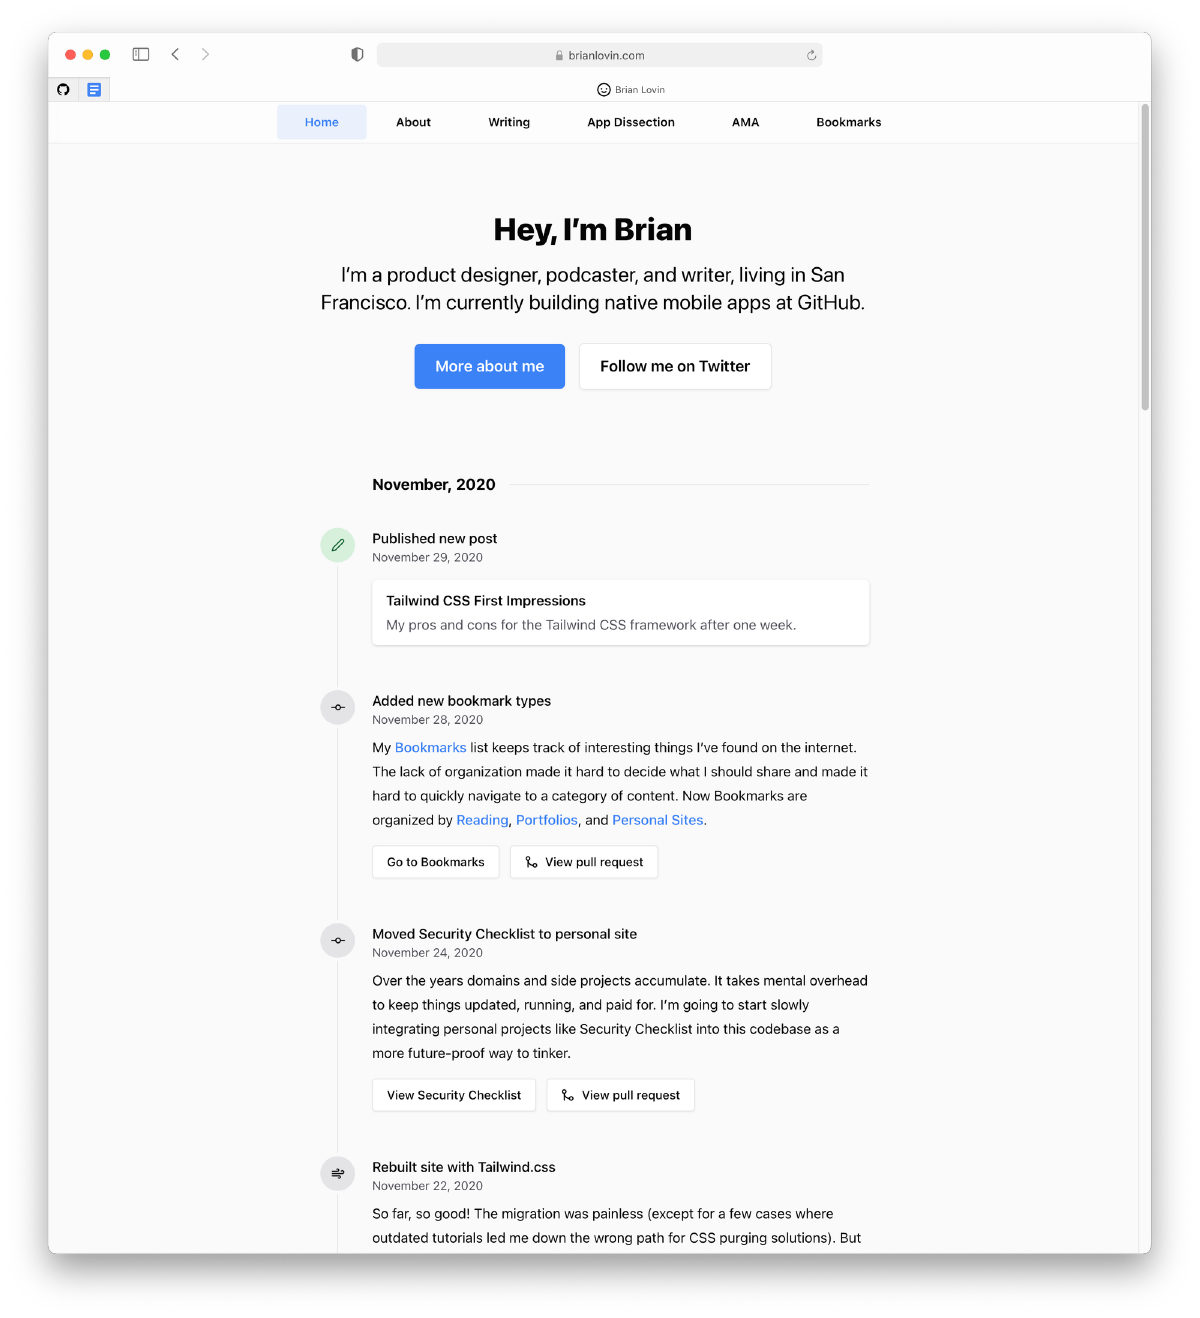 brianlovin.com
Brian Lovin
Home About Writing App Dissection AMA Bookmarks
Hey, I’m Brian
I’m a product designer, podcaster, and writer, living in San
Francisco. I’m currently building native mobile apps at GitHub.
More about me Follow me on Twitter
November, 2020
Published new post
November 29, 2020
Tailwind CSS First Impressions
My pros and cons for the Tailwind CSS framework after one week.
Added new bookmark types
November 28, 2020
My Bookmarks list keeps track of interesting things I’ve found on the internet.
The lack of organization made it hard to decide what I should share and made it
hard to quickly navigate to a category of content. Now Bookmarks are
organized by Reading, Portfolios, and Personal Sites.
Go to Bookmarks View pull request
Moved Security Checklist to personal site
November 24, 2020
Over the years domains and side projects accumulate. It takes mental overhead
to keep things updated, running, and paid for. I’m going to start slowly
integrating personal projects like Security Checklist into this codebase as a
more future-proof way to tinker.
View Security Checklist View pull request
Rebuilt site with Tailwind.css
November 22, 2020
So far, so good! The migration was painless (except for a few cases where
outdated tutorials led me down the wrong path for CSS purging solutions). But